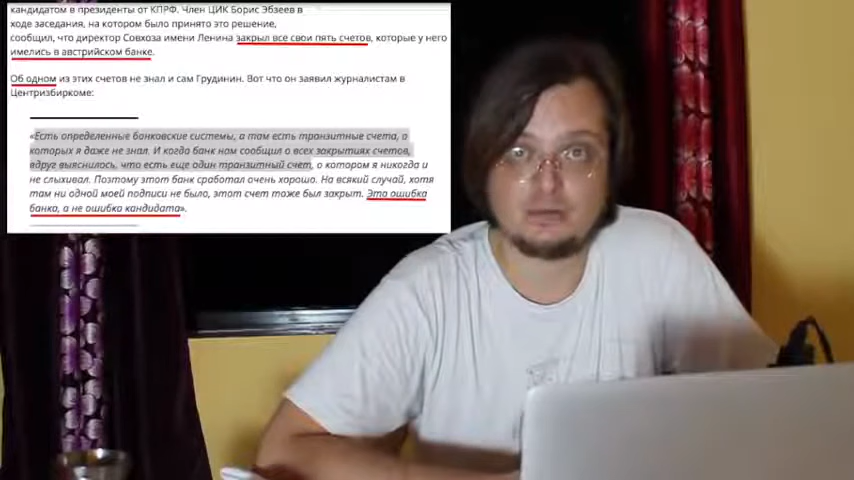 кандидатом в президенты от КПРФ. Член ЦИК Борис Эбзеев в
ходе заседания, на котором было принято это решение,
сообщил, что директор Совхоза имени Ленина закрыл все свои пять счетов, которые у него
имелись в австрийском банке.
Об одном из этих счетов не знал и сам Грудинин. Вот что он заявил журналистам в
Центризбиркоме:
«Есть определенные банковские системы, а там есть транзитные счета, о
которых я даже не знал. И когда банк нам сообщил о всех закрытиях счетов,
вдруг выяснилось, что есть еще один транзитный счет, о котором я никогда и
не слыхивал. Поэтому этот банк сработал очень хорошо. На всякий случай, хотя
там ни одной моей подписи не было, этот счет тоже был закрыт. Это ошибка
банка, а не ошибка кандидата».